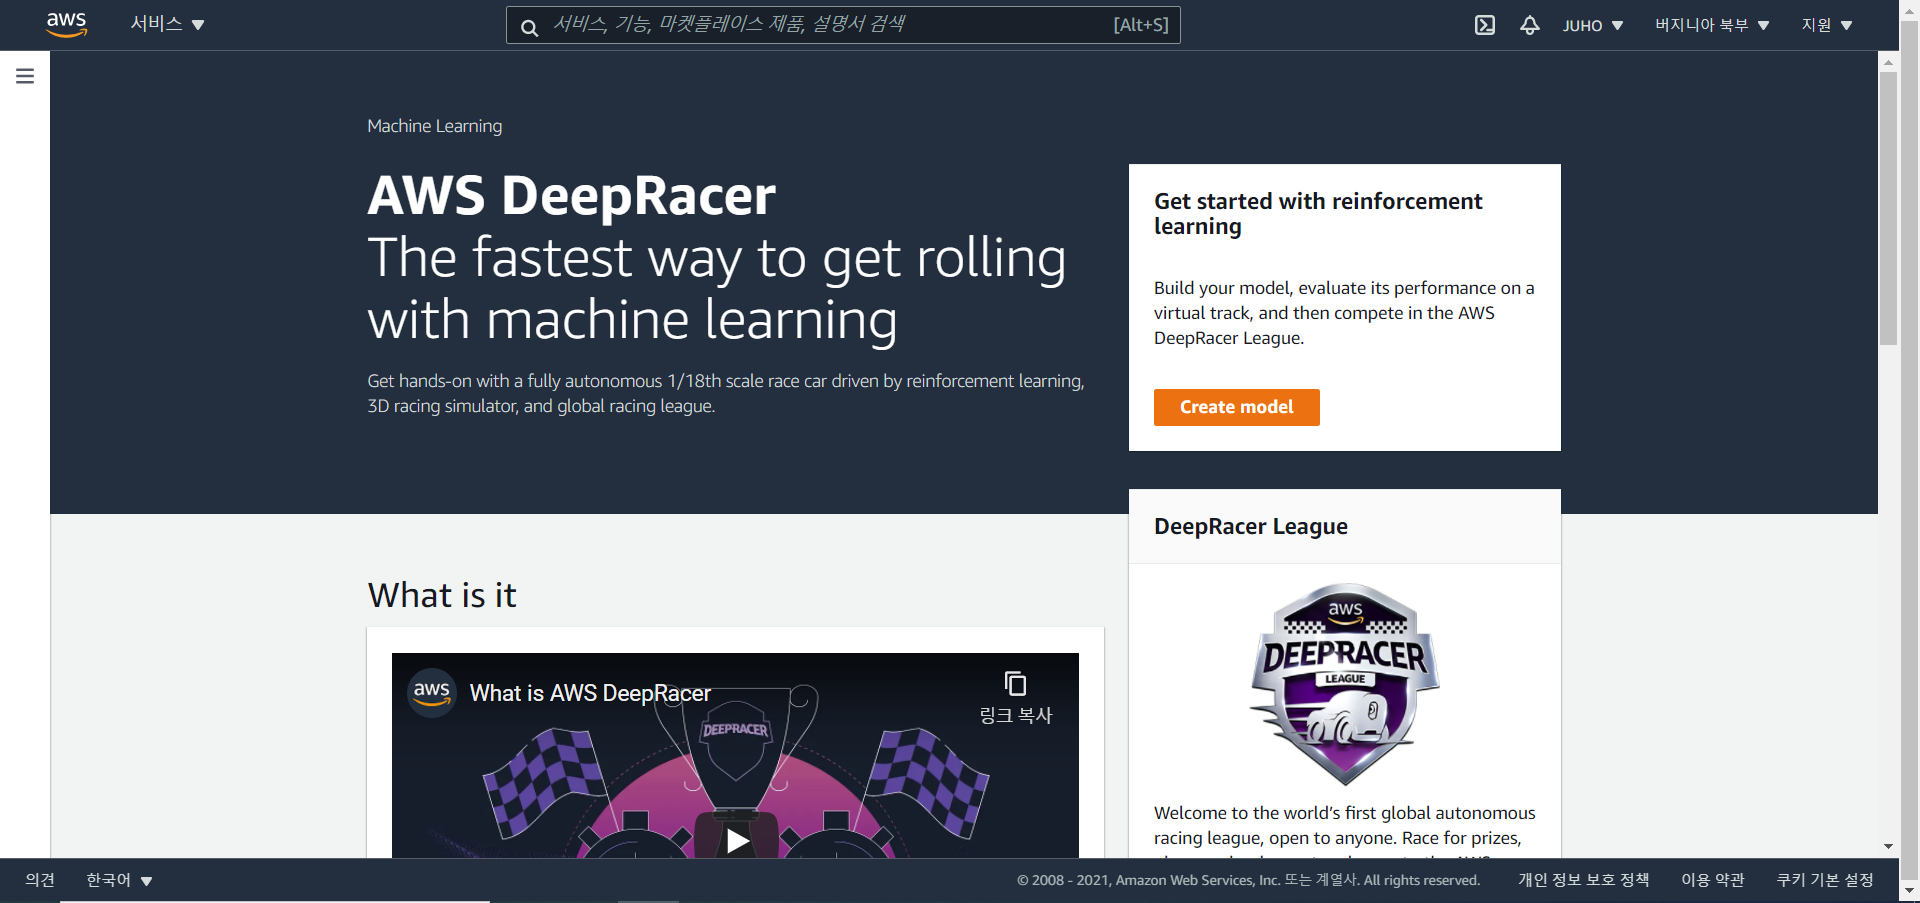 aws
서비스
서비스, 기능, 마켓플레이스 제품, 설명서 검색
[Alt+S]
JUHO
버지니아 북부
지원
Machine Learning
AWS DeepRacer
The fastest way to get rolling
with machine learning
Get hands-on with a fully autonomous 1/18th scale race car driven by reinforcement learning,
3D racing simulator, and global racing league.
Get started with reinforcement
learning
Build your model, evaluate its performance on a
virtual track, and then compete in the AWS
DeepRacer League.
Create model
What is it
aws
What is AWS DeepRacer
링크 복사
DEEPRACER
DeepRacer League
aws
DEEPRACER
LEAGUE
Welcome to the world's first global autonomous
racing league, open to anyone. Race for prizes,
의견
한국어
© 2008 - 2021, Amazon Web Services, Inc. 또는 계열사. All rights reserved.
개인 정보 보호 정책
이용 약관
쿠키 기본 설정